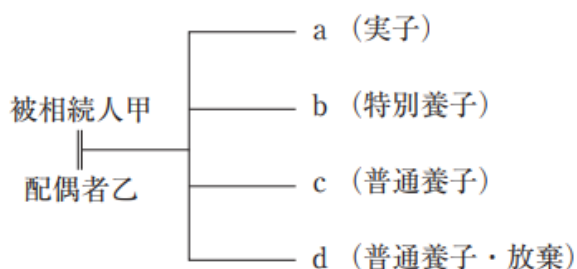 a（実子）
b（特別養子）
被相続人甲
配偶者乙
c（普通養子）
d（普通養子・放棄）